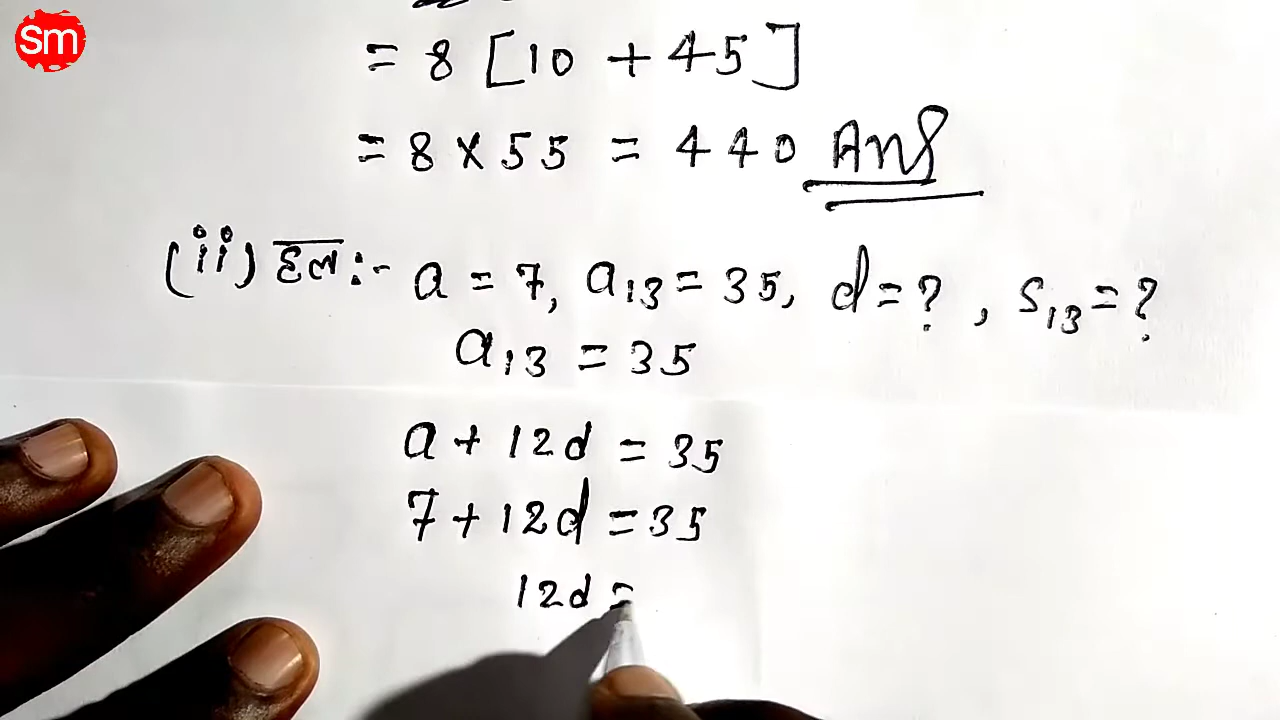 Sm
= 8 [10 + 45]
= 8 × 55 = 440 Ans
(ii) हल :- a = 7, a₁₃ = 35, d = ? , S₁₃ = ?
a₁₃ = 35
a + 12d = 35
7 + 12d = 35
12d =